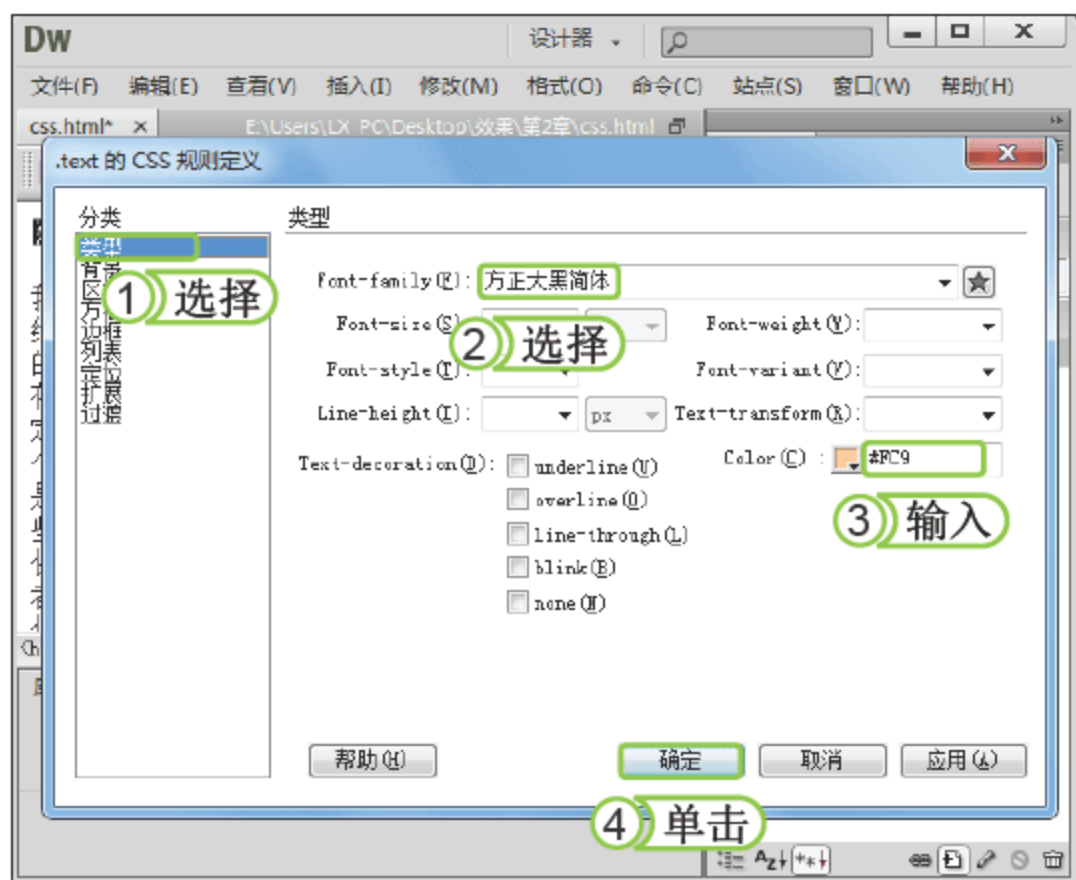 Dw 设计器
文件(F) 编辑(E) 查看(V) 插入(I) 修改(M) 格式(O) 命令(C) 站点(S) 窗口(W) 帮助(H)
css.html* × E:\Users\LX_PC\Desktop\效果\第2章\css.html
.text 的 CSS 规则定义
分类
类型
背景
区
方
边框
列表
定位
扩展
过渡
① 选择
类型
Font-family(F): 方正大黑简体
Font-size(S) Font-weight(W):
② 选择
Font-style(T): Font-variant(V):
Line-height(I): px Text-transform(R):
Text-decoration(D): underline(U) Color(C) : #FC9
overline(O)
③ 输入
line-through(L)
blink(B)
none(N)
帮助(H) 确定 取消 应用(A)
④ 单击